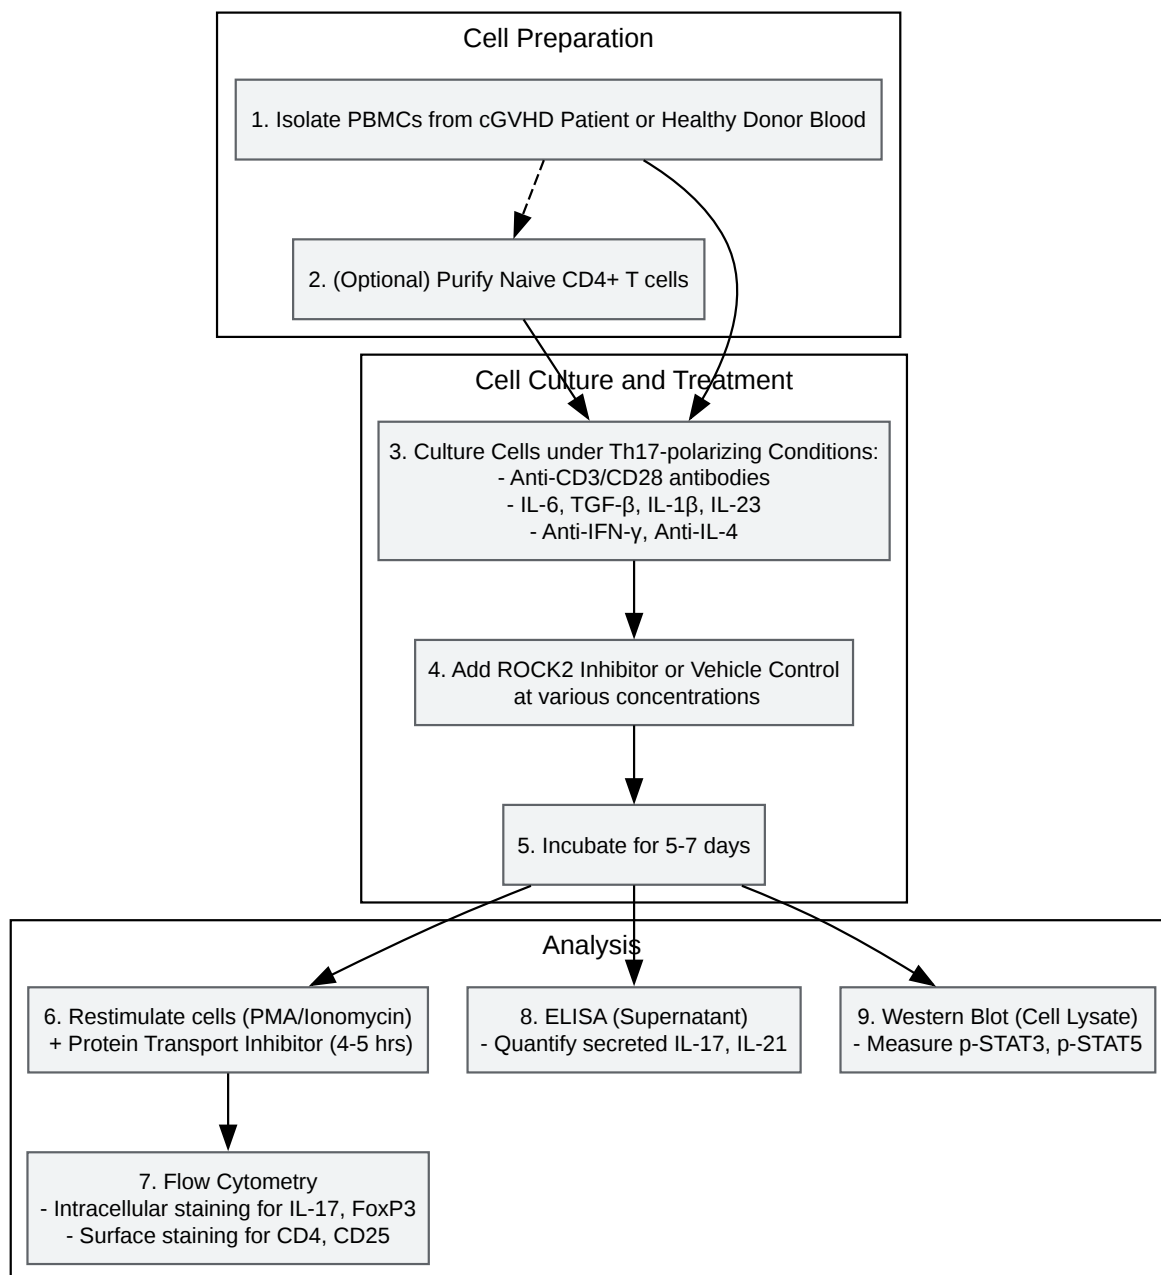 Cell Preparation
1. Isolate PBMCs from cGVHD Patient or Healthy Donor Blood
2. (Optional) Purify Naive CD4+ T cells
Cell Culture and Treatment
3. Culture Cells under Th17-polarizing Conditions:
- Anti-CD3/CD28 antibodies
- IL-6, TGF-β, IL-1β, IL-23
- Anti-IFN-γ, Anti-IL-4
4. Add ROCK2 Inhibitor or Vehicle Control
at various concentrations
5. Incubate for 5-7 days
Analysis
6. Restimulate cells (PMA/Ionomycin)
+ Protein Transport Inhibitor (4-5 hrs)
8. ELISA (Supernatant)
- Quantify secreted IL-17, IL-21
9. Western Blot (Cell Lysate)
- Measure p-STAT3, p-STAT5
7. Flow Cytometry
- Intracellular staining for IL-17, FoxP3
- Surface staining for CD4, CD25